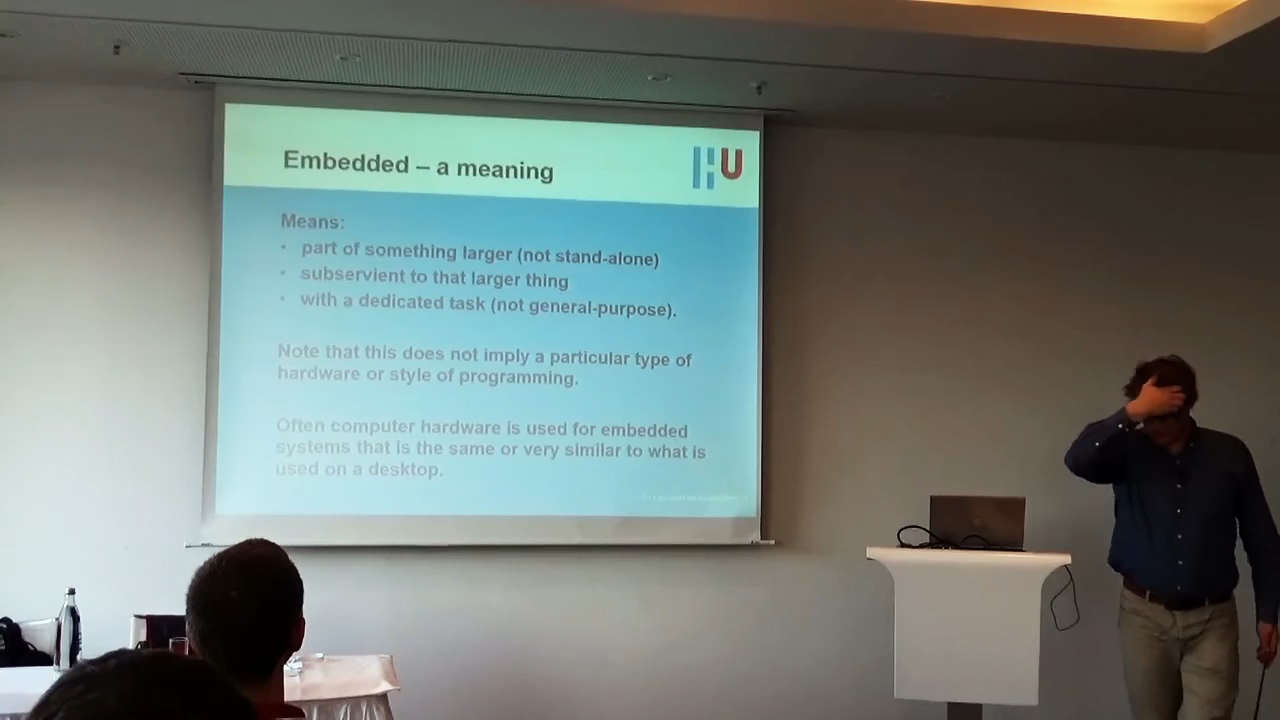 Embedded – a meaning
HU
Means:
• part of something larger (not stand-alone)
• subservient to that larger thing
• with a dedicated task (not general-purpose).
Note that this does not imply a particular type of
hardware or style of programming.
Often computer hardware is used for embedded
systems that is the same or very similar to what is
used on a desktop.